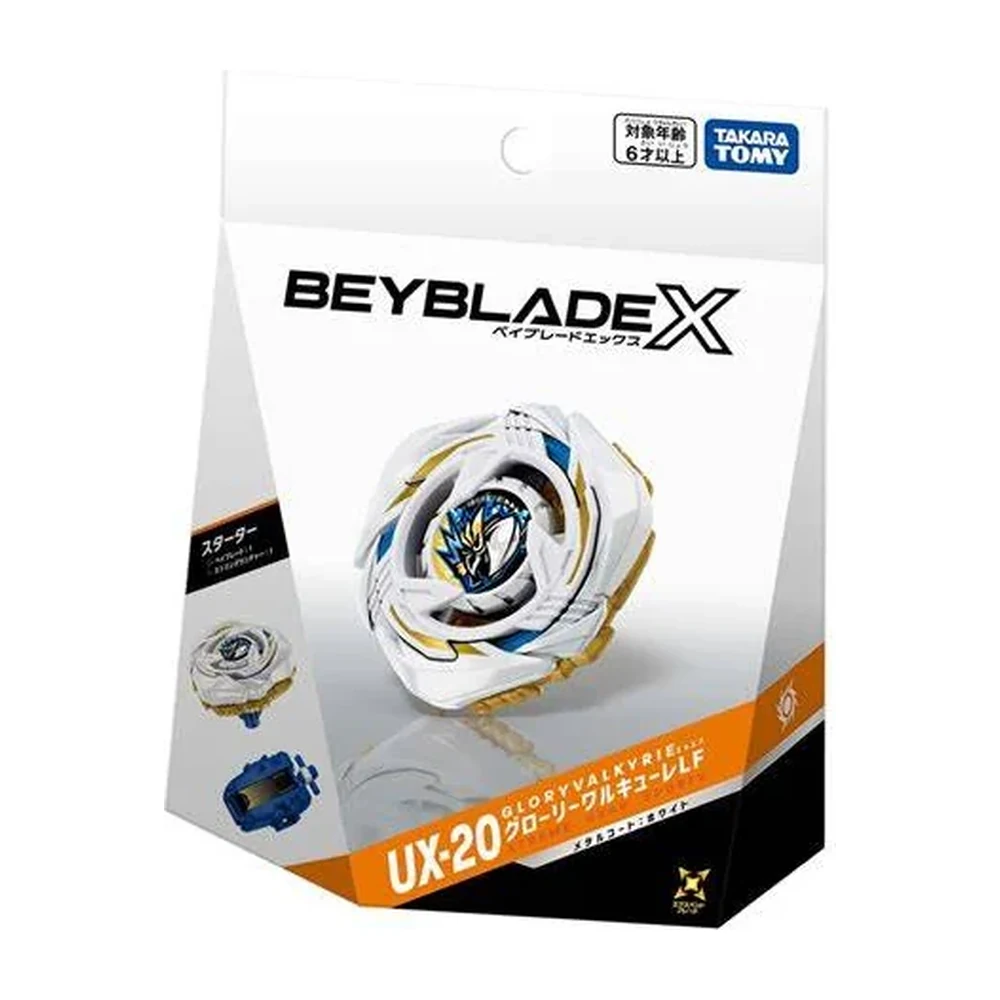 対象年齢
6才以上
TAKARA
TOMY
BEYBLADE X
ベイブレードエックス
スターター
GLORYVALKYRIE
UX-20
グローリーワルキューレLF
メタルコート:ホワイト